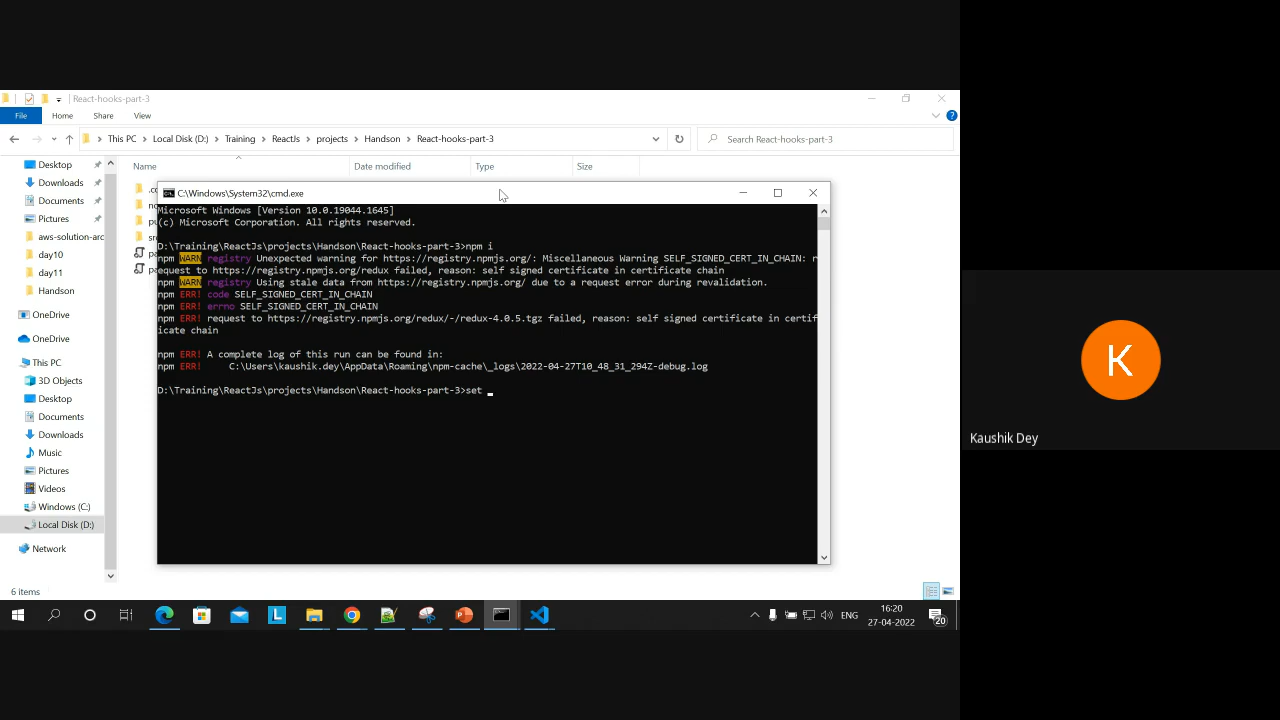 React-hooks-part-3
File
Home
Share
View
This PC
Local Disk (D:)
Training
ReactJs
projects
Handson
React-hooks-part-3
Search React-hooks-part-3
Name
Date modified
Type
Size
Desktop
Downloads
Documents
Pictures
aws-solution-arc
day10
day11
Handson
OneDrive
OneDrive
This PC
3D Objects
Desktop
Documents
Downloads
Music
Pictures
Videos
Windows (C:)
Local Disk (D:)
Network
6 items
C:\Windows\System32\cmd.exe
Microsoft Windows [Version 10.0.19044.1645]
(c) Microsoft Corporation. All rights reserved.
D:\Training\ReactJs\projects\Handson\React-hooks-part-3>npm i
npm WARN registry Unexpected warning for https://registry.npmjs.org/: Miscellaneous Warning SELF_SIGNED_CERT_IN_CHAIN: r
equest to https://registry.npmjs.org/redux failed, reason: self signed certificate in certificate chain
npm WARN registry Using stale data from https://registry.npmjs.org/ due to a request error during revalidation.
npm ERR! code SELF_SIGNED_CERT_IN_CHAIN
npm ERR! errno SELF_SIGNED_CERT_IN_CHAIN
npm ERR! request to https://registry.npmjs.org/redux/-/redux-4.0.5.tgz failed, reason: self signed certificate in certif
icate chain
npm ERR! A complete log of this run can be found in:
npm ERR!     C:\Users\kaushik.dey\AppData\Roaming\npm-cache\_logs\2022-04-27T10_48_31_294Z-debug.log
D:\Training\ReactJs\projects\Handson\React-hooks-part-3>set
K
Kaushik Dey
ENG
16:20
27-04-2022
20